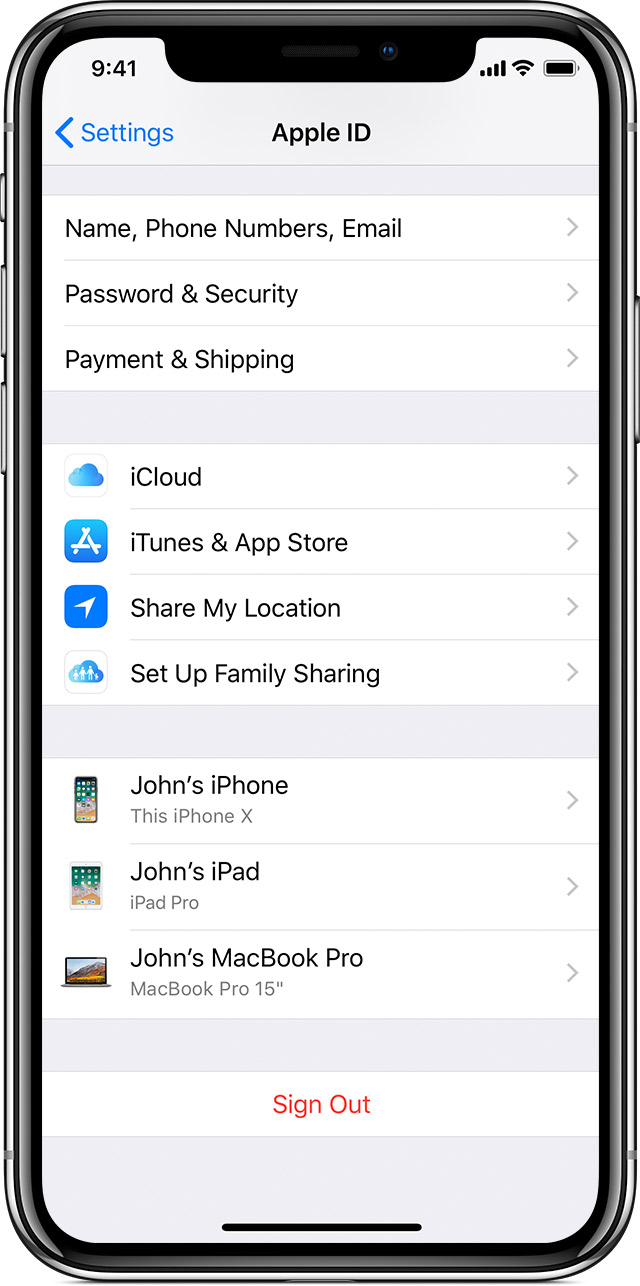 9:41
Settings
Apple ID
Name, Phone Numbers, Email
Password & Security
Payment & Shipping
iCloud
iTunes & App Store
Share My Location
Set Up Family Sharing
John’s iPhone
This iPhone X
John’s iPad
iPad Pro
John’s MacBook Pro
MacBook Pro 15"
Sign Out